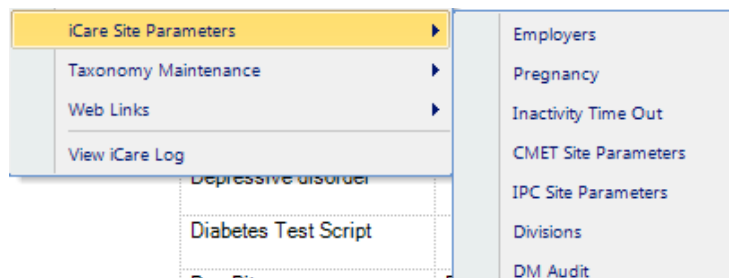 iCare Site Parameters
Taxonomy Maintenance
Web Links
View iCare Log
Employers
Pregnancy
Inactivity Time Out
CMET Site Parameters
IPC Site Parameters
Divisions
DM Audit
Depressive disorder
Diabetes Test Script